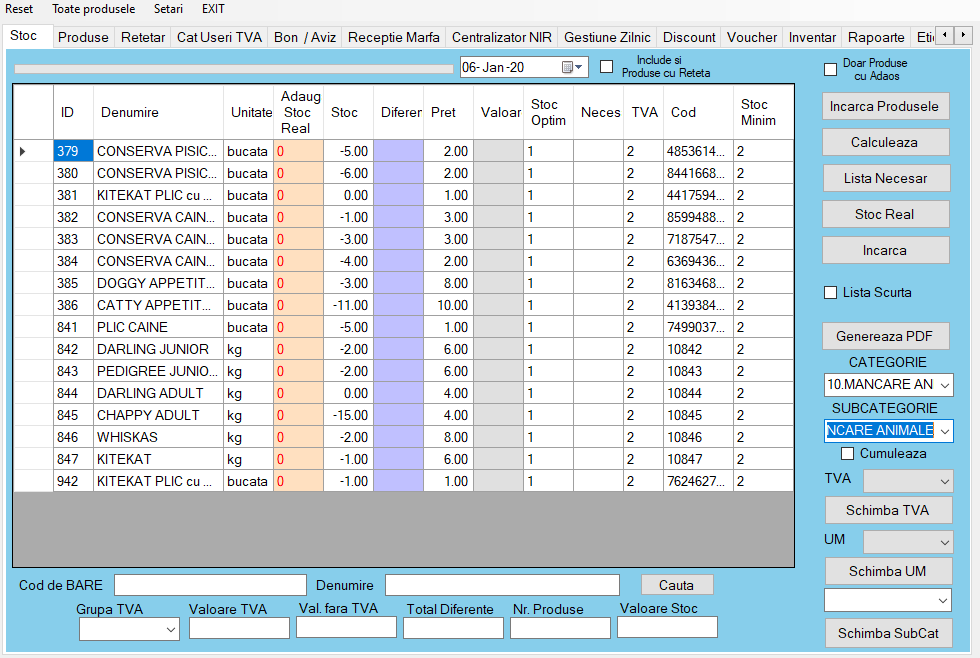 Reset Toate produsele Setari EXIT
Stoc Produse Retetar Cat Useri TVA Bon / Aviz Receptie Marfa Centralizator NIR Gestiune Zilnic Discount Voucher Inventar Rapoarte Eti
06-Jan-20 Include si Produse cu Reteta
Doar Produse cu Adaos
ID Denumire Unitate Adaug Stoc Real Stoc Diferen Pret Valoar Stoc Optim Neces TVA Cod Stoc Minim
379 CONSERVA PISIC... bucata 0 -5.00 2.00 1 2 4853614... 2
380 CONSERVA PISIC... bucata 0 -6.00 2.00 1 2 8441668... 2
381 KITEKAT PLIC cu ... bucata 0 0.00 1.00 1 2 4417594... 2
382 CONSERVA CAIN... bucata 0 -1.00 3.00 1 2 8599488... 2
383 CONSERVA CAIN... bucata 0 -3.00 3.00 1 2 7187547... 2
384 CONSERVA CAIN... bucata 0 -4.00 2.00 1 2 6369436... 2
385 DOGGY APPETIT... bucata 0 -3.00 8.00 1 2 8163468... 2
386 CATTY APPETIT... bucata 0 -11.00 10.00 1 2 4139384... 2
841 PLIC CAINE bucata 0 -5.00 1.00 1 2 7499037... 2
842 DARLING JUNIOR kg 0 -2.00 6.00 1 2 10842 2
843 PEDIGREE JUNIO... kg 0 -2.00 6.00 1 2 10843 2
844 DARLING ADULT kg 0 0.00 4.00 1 2 10844 2
845 CHAPPY ADULT kg 0 -15.00 4.00 1 2 10845 2
846 WHISKAS kg 0 -2.00 8.00 1 2 10846 2
847 KITEKAT kg 0 -1.00 6.00 1 2 10847 2
942 KITEKAT PLIC cu ... bucata 0 -1.00 1.00 1 2 7624627... 2
Incarca Produsele
Calculeaza
Lista Necesar
Stoc Real
Incarca
Lista Scurta
Genereaza PDF
CATEGORIE
10.MANCARE AN
SUBCATEGORIE
NCARE ANIMALE
Cumuleaza
TVA
Schimba TVA
UM
Schimba UM
Schimba SubCat
Cod de BARE Denumire Cauta
Grupa TVA Valoare TVA Val. fara TVA Total Diferente Nr. Produse Valoare Stoc